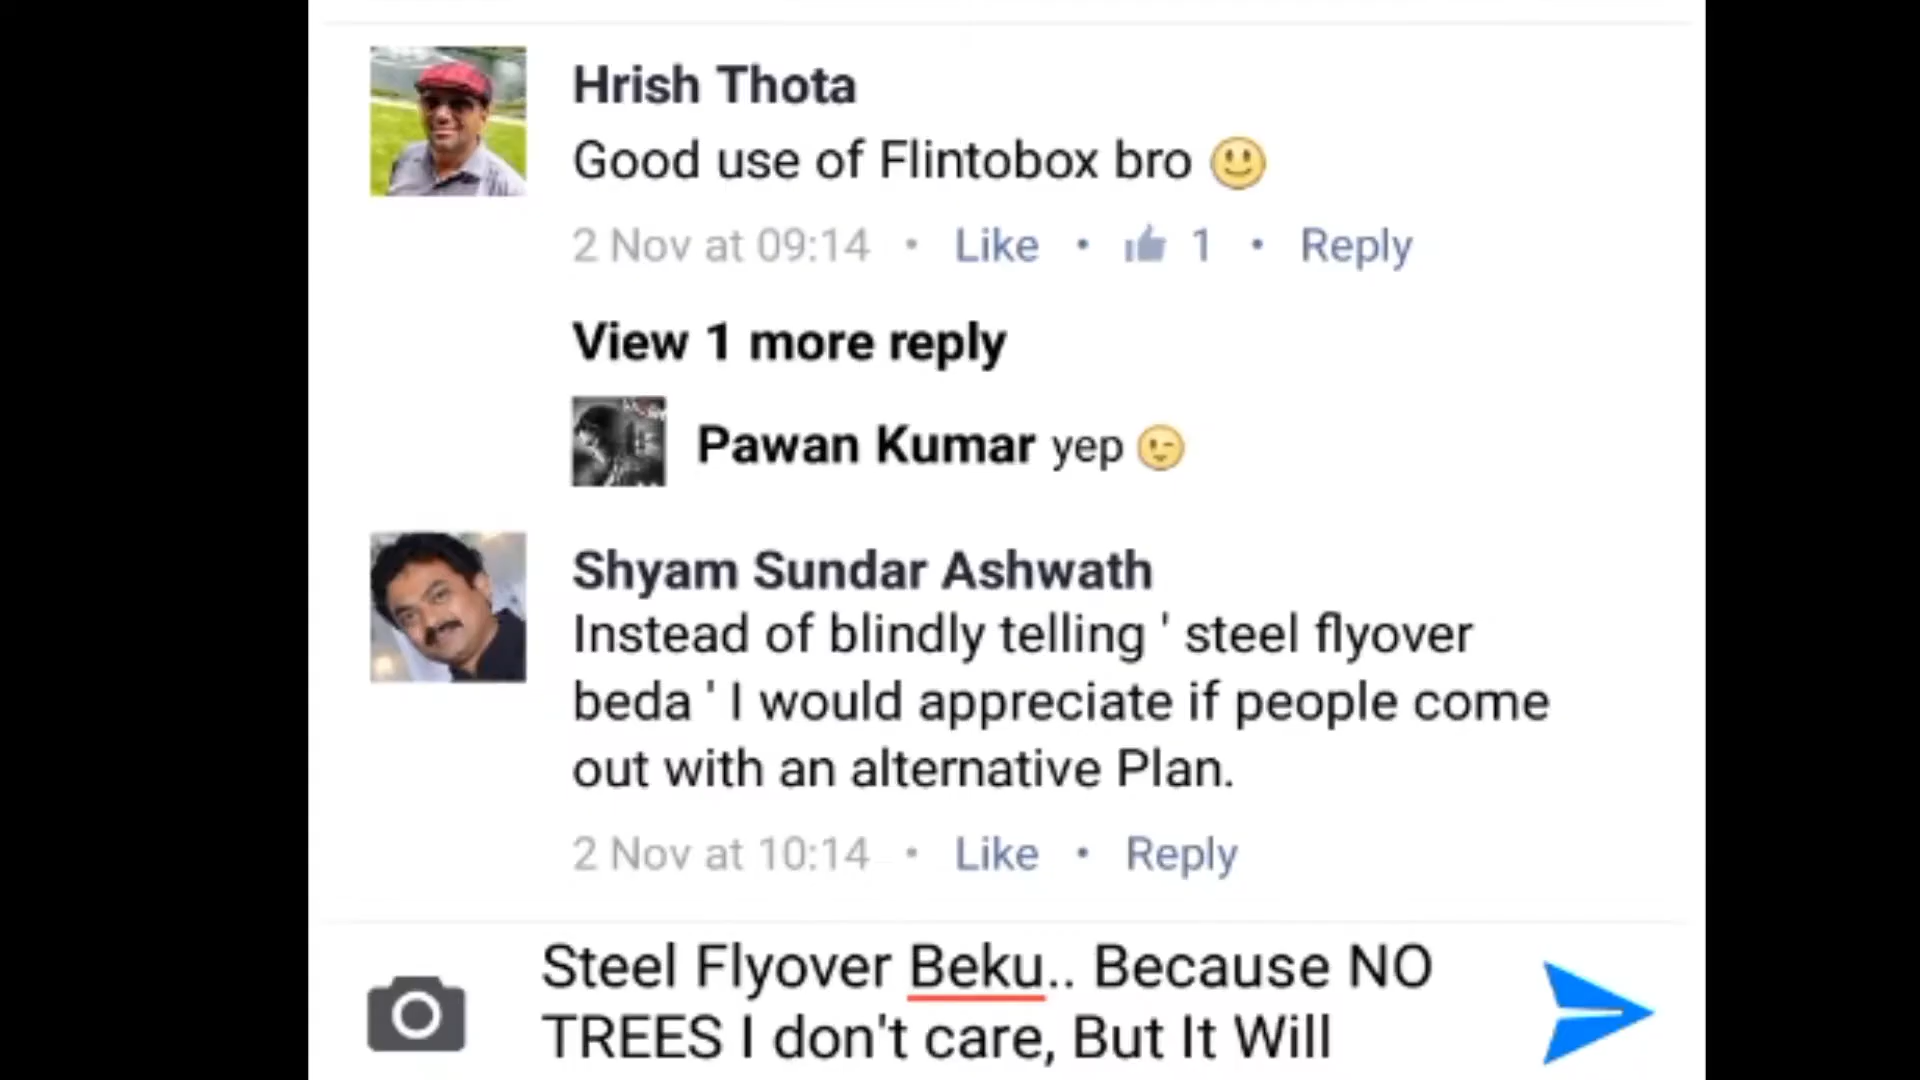 Hrish Thota
Good use of Flintobox bro 🙂
2 Nov at 09:14 • Like • 1 • Reply
View 1 more reply
Pawan Kumar yep 😉
Shyam Sundar Ashwath
Instead of blindly telling ' steel flyover
beda ' I would appreciate if people come
out with an alternative Plan.
2 Nov at 10:14 • Like • Reply
Steel Flyover Beku.. Because NO
TREES I don't care, But It Will